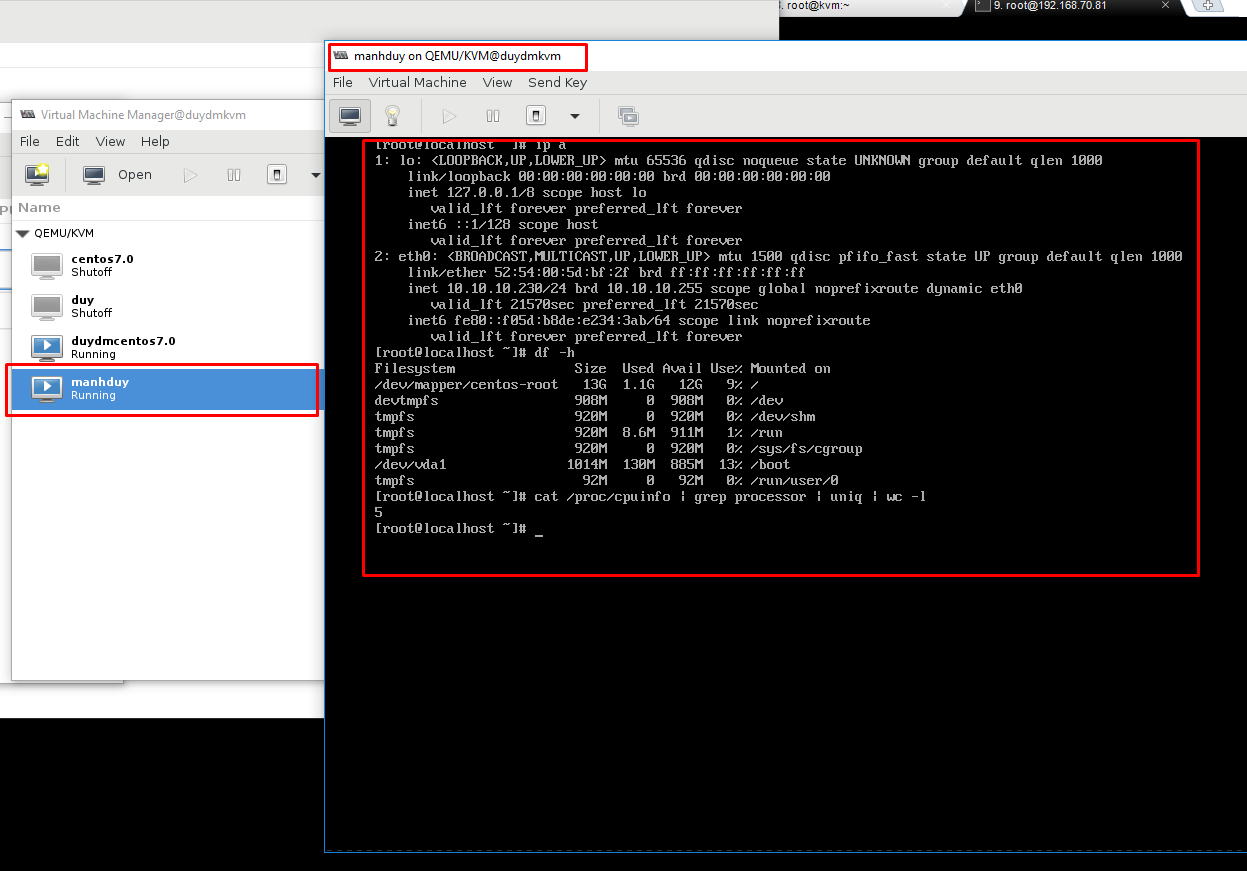 3. root@kvm:~
9. root@192.168.70.81
manhduy on QEMU/KVM@duydmkvm
File Virtual Machine View Send Key
Virtual Machine Manager@duydmkvm
File Edit View Help
Open
Name
QEMU/KVM
centos7.0
Shutoff
duy
Shutoff
duydmcentos7.0
Running
manhduy
Running
[root@localhost ~]# ip a
1: lo: <LOOPBACK,UP,LOWER_UP> mtu 65536 qdisc noqueue state UNKNOWN group default qlen 1000
link/loopback 00:00:00:00:00:00 brd 00:00:00:00:00:00
inet 127.0.0.1/8 scope host lo
valid_lft forever preferred_lft forever
inet6 ::1/128 scope host
valid_lft forever preferred_lft forever
2: eth0: <BROADCAST,MULTICAST,UP,LOWER_UP> mtu 1500 qdisc pfifo_fast state UP group default qlen 1000
link/ether 52:54:00:5d:bf:2f brd ff:ff:ff:ff:ff:ff
inet 10.10.10.230/24 brd 10.10.10.255 scope global noprefixroute dynamic eth0
valid_lft 21570sec preferred_lft 21570sec
inet6 fe80::f05d:b8de:e234:3ab/64 scope link noprefixroute
valid_lft forever preferred_lft forever
[root@localhost ~]# df -h
Filesystem Size Used Avail Use% Mounted on
/dev/mapper/centos-root 13G 1.1G 12G 9% /
devtmpfs 908M 0 908M 0% /dev
tmpfs 920M 0 920M 0% /dev/shm
tmpfs 920M 8.6M 911M 1% /run
tmpfs 920M 0 920M 0% /sys/fs/cgroup
/dev/vda1 1014M 130M 885M 13% /boot
tmpfs 92M 0 92M 0% /run/user/0
[root@localhost ~]# cat /proc/cpuinfo | grep processor | uniq | wc -l
5
[root@localhost ~]# _